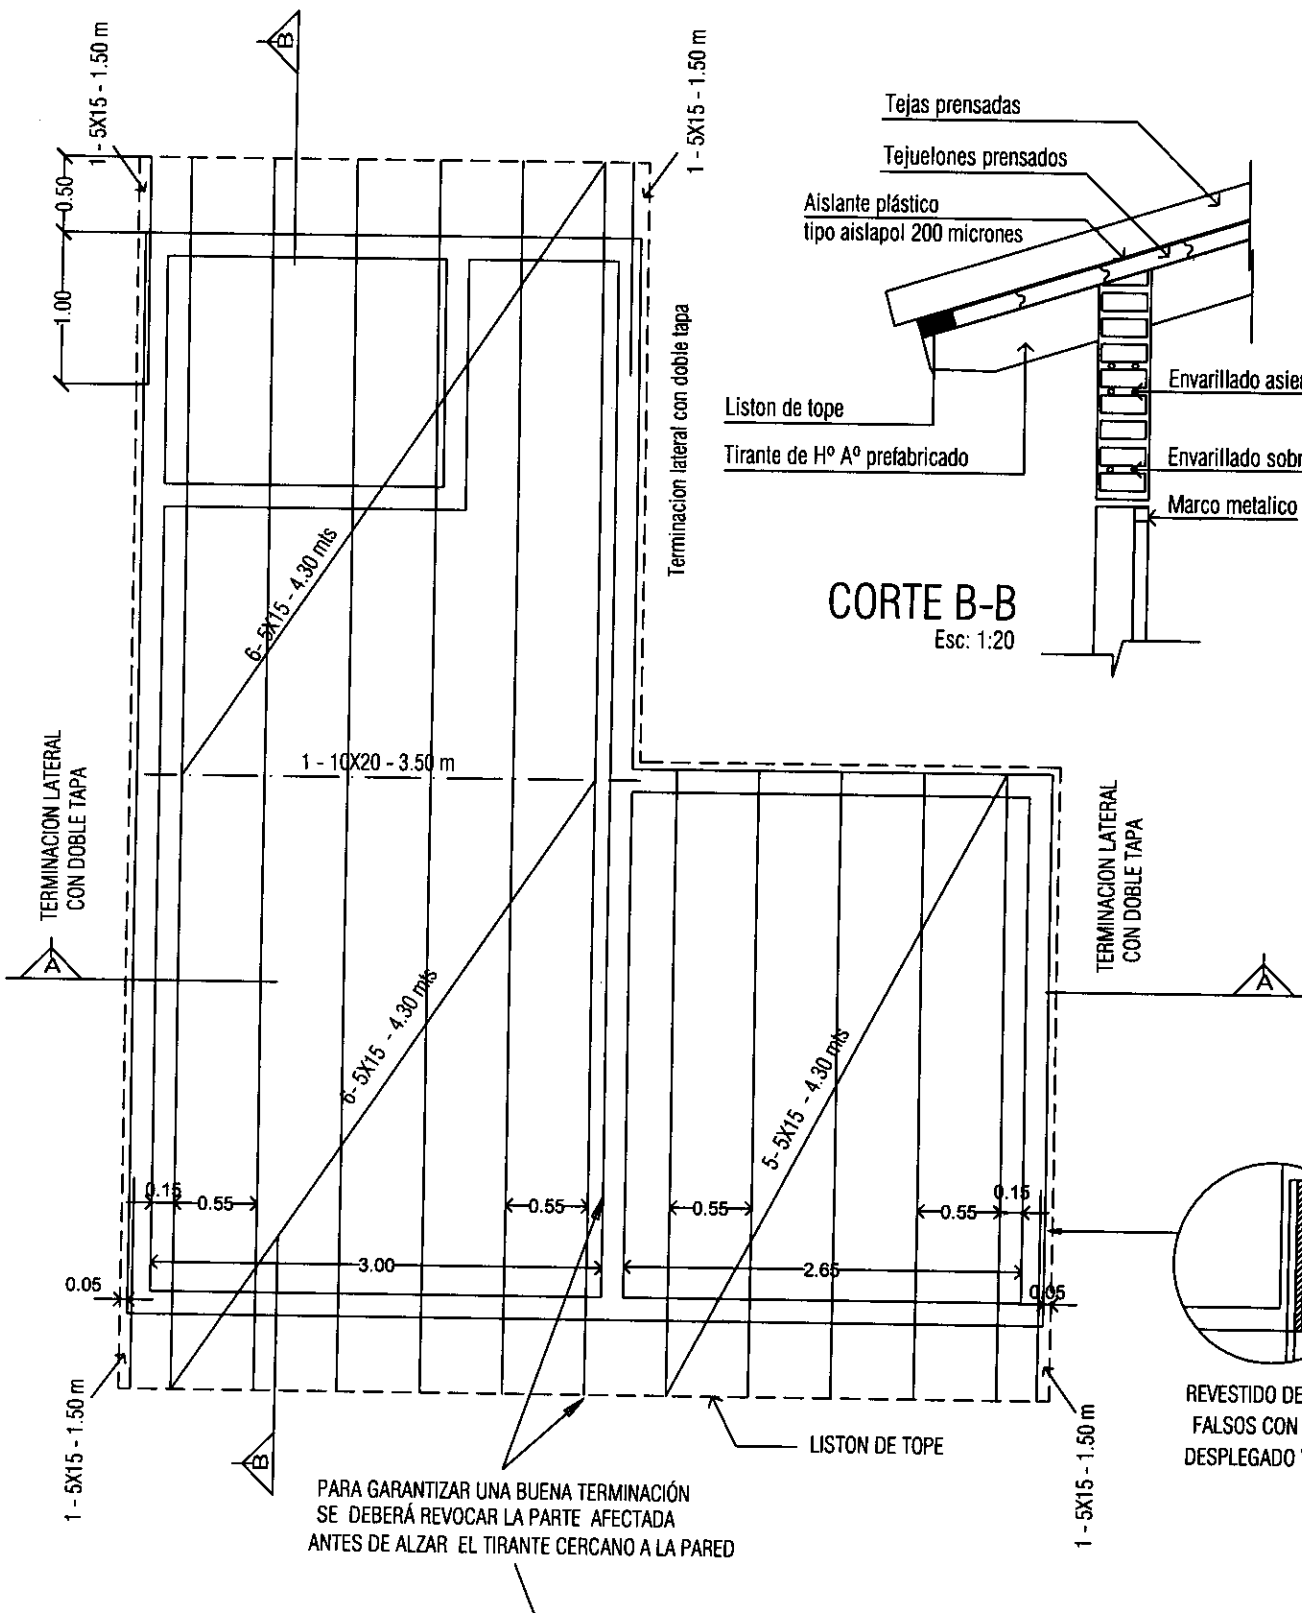 1 - 5X15 - 1.50 m
B
1 - 5X15 - 1.50 m
Tejas prensadas
Tejuelones prensados
Aislante plástico
tipo aislapol 200 micrones
0.50
1.00
Terminacion lateral con doble tapa
Liston de tope
Tirante de Hº Aº prefabricado
Envarillado asie
Envarillado sob
Marco metalico
CORTE B-B
Esc: 1:20
6- 5X15 - 4.30 mts
1 - 10X20 - 3.50 m
TERMINACION LATERAL
CON DOBLE TAPA
TERMINACION LATERAL
CON DOBLE TAPA
A
A
6- 5X15 - 4.30 mts
5- 5X15 - 4.30 mts
0.15
0.55
0.55
0.55
0.55
0.15
3.00
2.65
0.05
0.05
1 - 5X15 - 1.50 m
1 - 5X15 - 1.50 m
B
LISTON DE TOPE
REVESTIDO DE
FALSOS CON
DESPLEGADO
PARA GARANTIZAR UNA BUENA TERMINACIÓN
SE DEBERÁ REVOCAR LA PARTE AFECTADA
ANTES DE ALZAR EL TIRANTE CERCANO A LA PARED